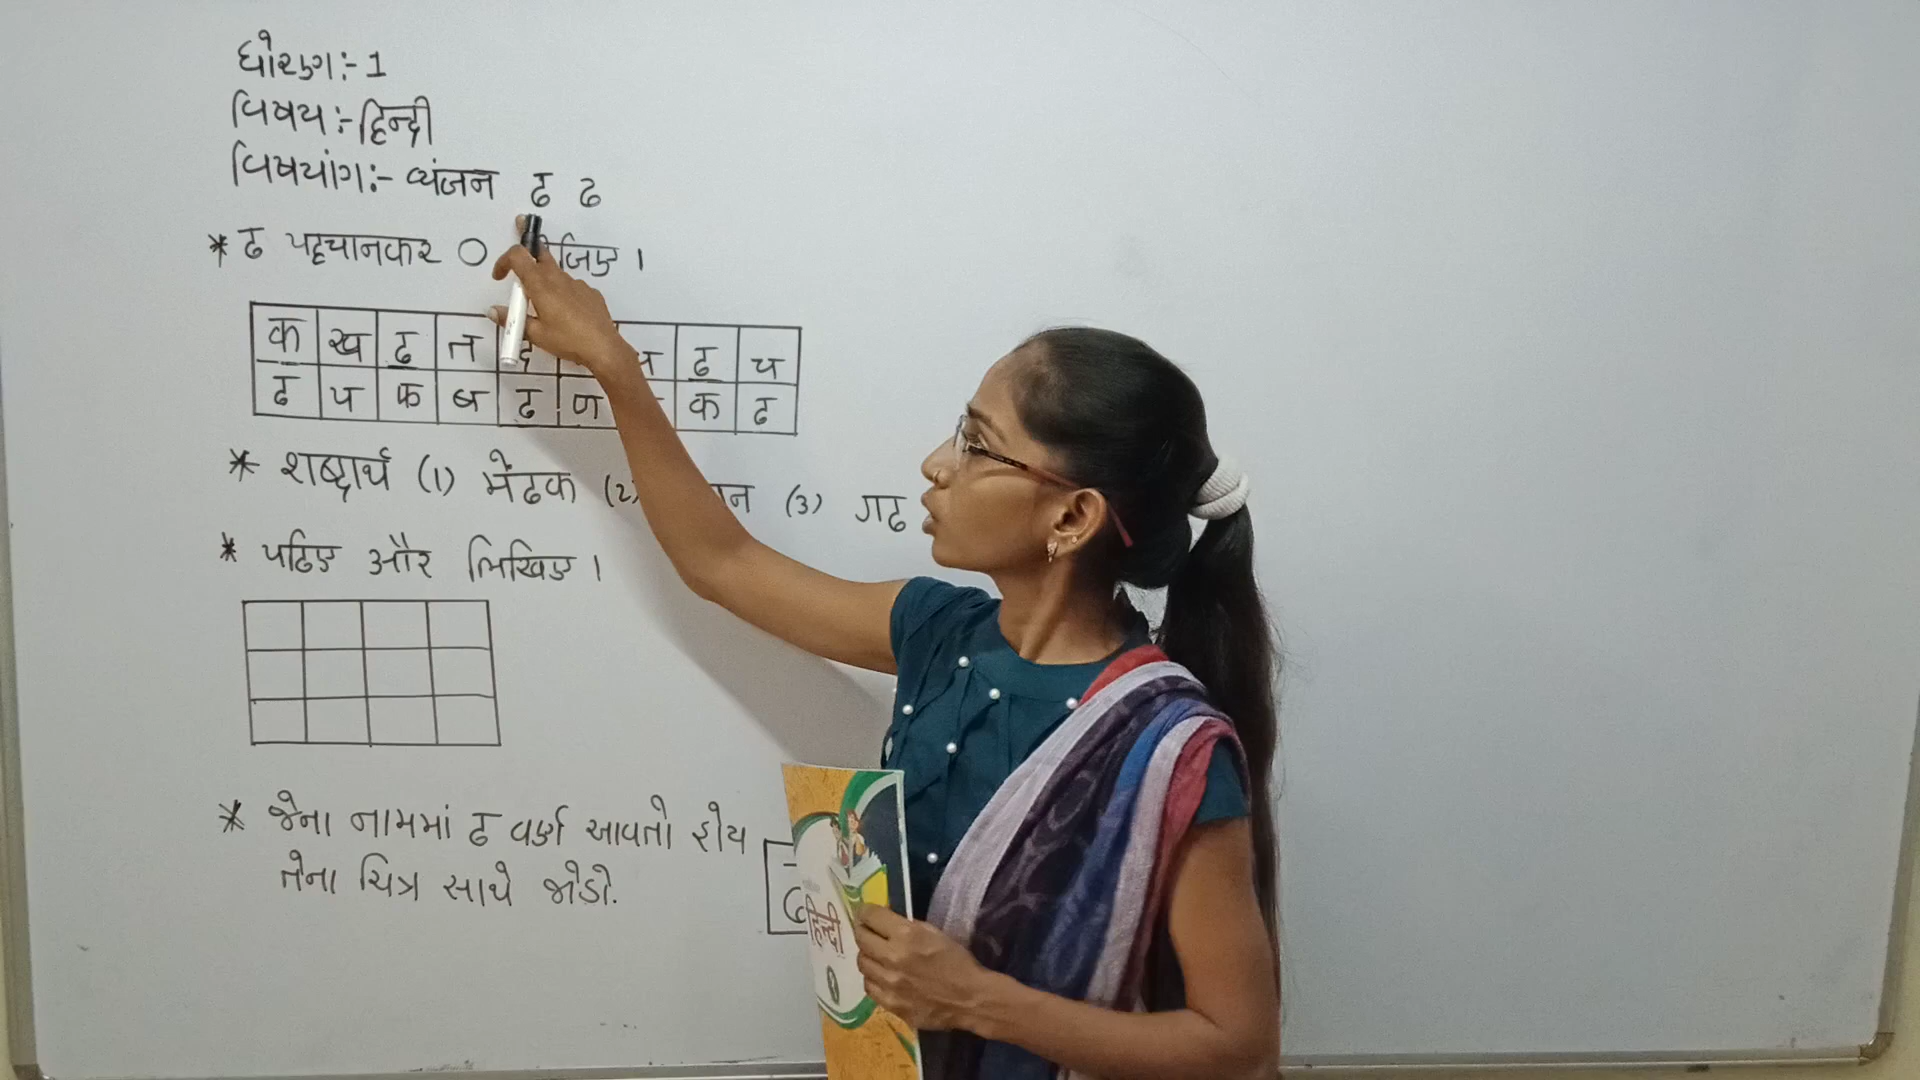 ધોરણ:- 1
વિષય:- हिन्दी
વિષયાંગ:- व्यंजन ढ ઢ
* ढ पहचानकर ○
क ख ढ त द ढ च
ढ प फ ब ढ ण क ढ
* शब्दार्थ (1) मेंढक (2) (3) गढ
* पढिए और लिखिए।
* જેના નામમાં ढ વર્ણ આવતો હોય
તેના ચિત્ર સાથે જોડો.
हिन्दी